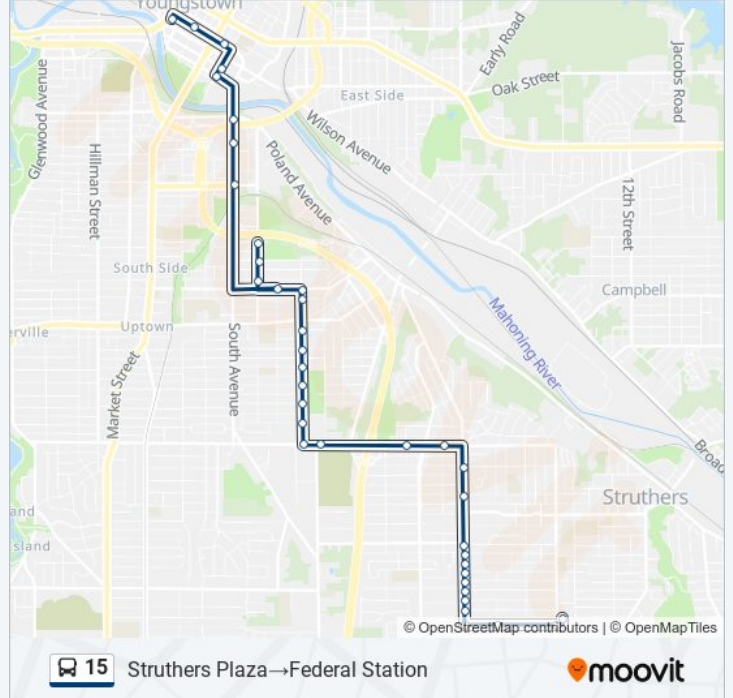 Youngstown
Early Road
Jacobs Road
Glenwood Avenue
Oak Street
East Side
Wilson Avenue
Hillman Street
Poland Avenue
12th Street
South Side
Campbell
erville
Uptown
Mahoning River
South Avenue
Market Street
Broad
Struthers
and
sland
© OpenStreetMap contributors | © OpenMapTiles
15 Struthers Plaza→Federal Station
moovit